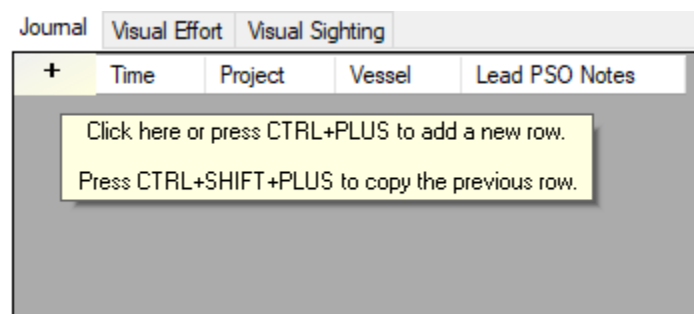 Journal Visual Effort Visual Sighting
+ Time Project Vessel Lead PSO Notes
Click here or press CTRL+PLUS to add a new row.
Press CTRL+SHIFT+PLUS to copy the previous row.